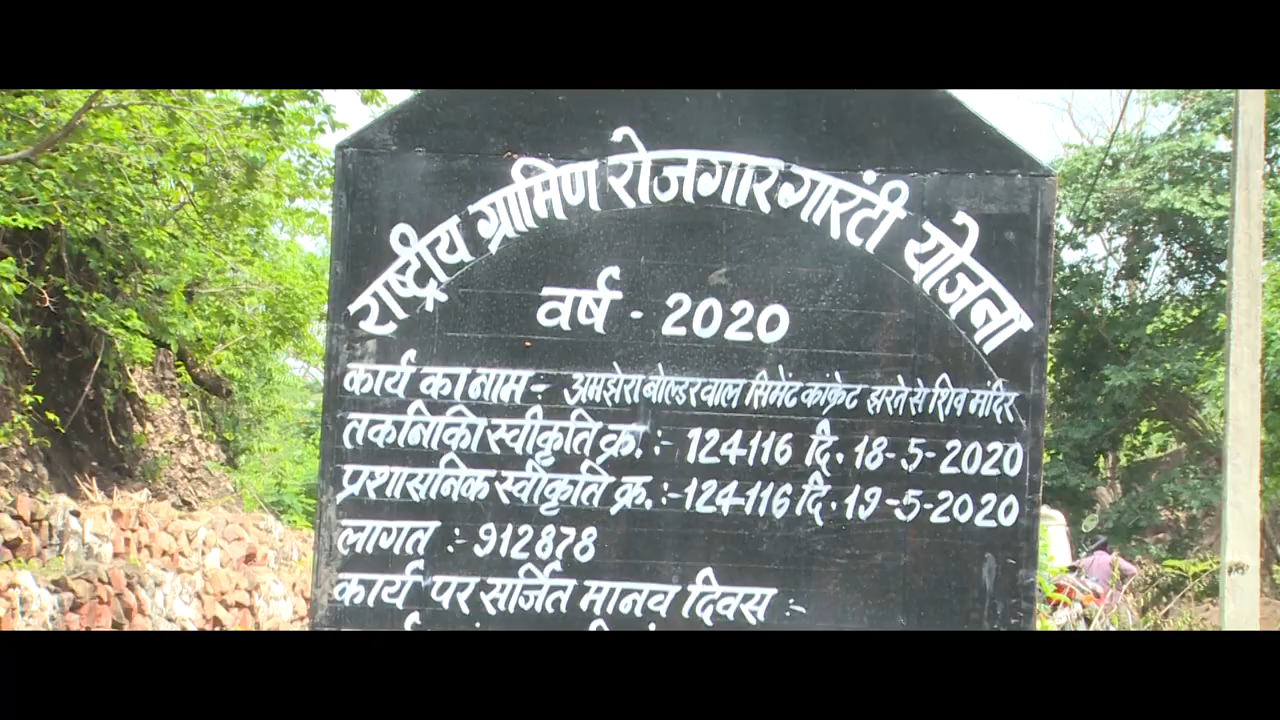 राष्ट्रीय ग्रामिण रोजगार गारंटी योजना
वर्ष - 2020
कार्य का नाम - अमझेरा बोल्डर वाल सिमेंट कांक्रेट झरते से शिव मंदिर
तकनिकी स्वीकृति क्र. :- 124116 दि. 18-5-2020
प्रशासनिक स्वीकृति क्र. :- 124116 दि. 19-5-2020
लागत :- 912878
कार्य पर सर्जित मानव दिवस :-